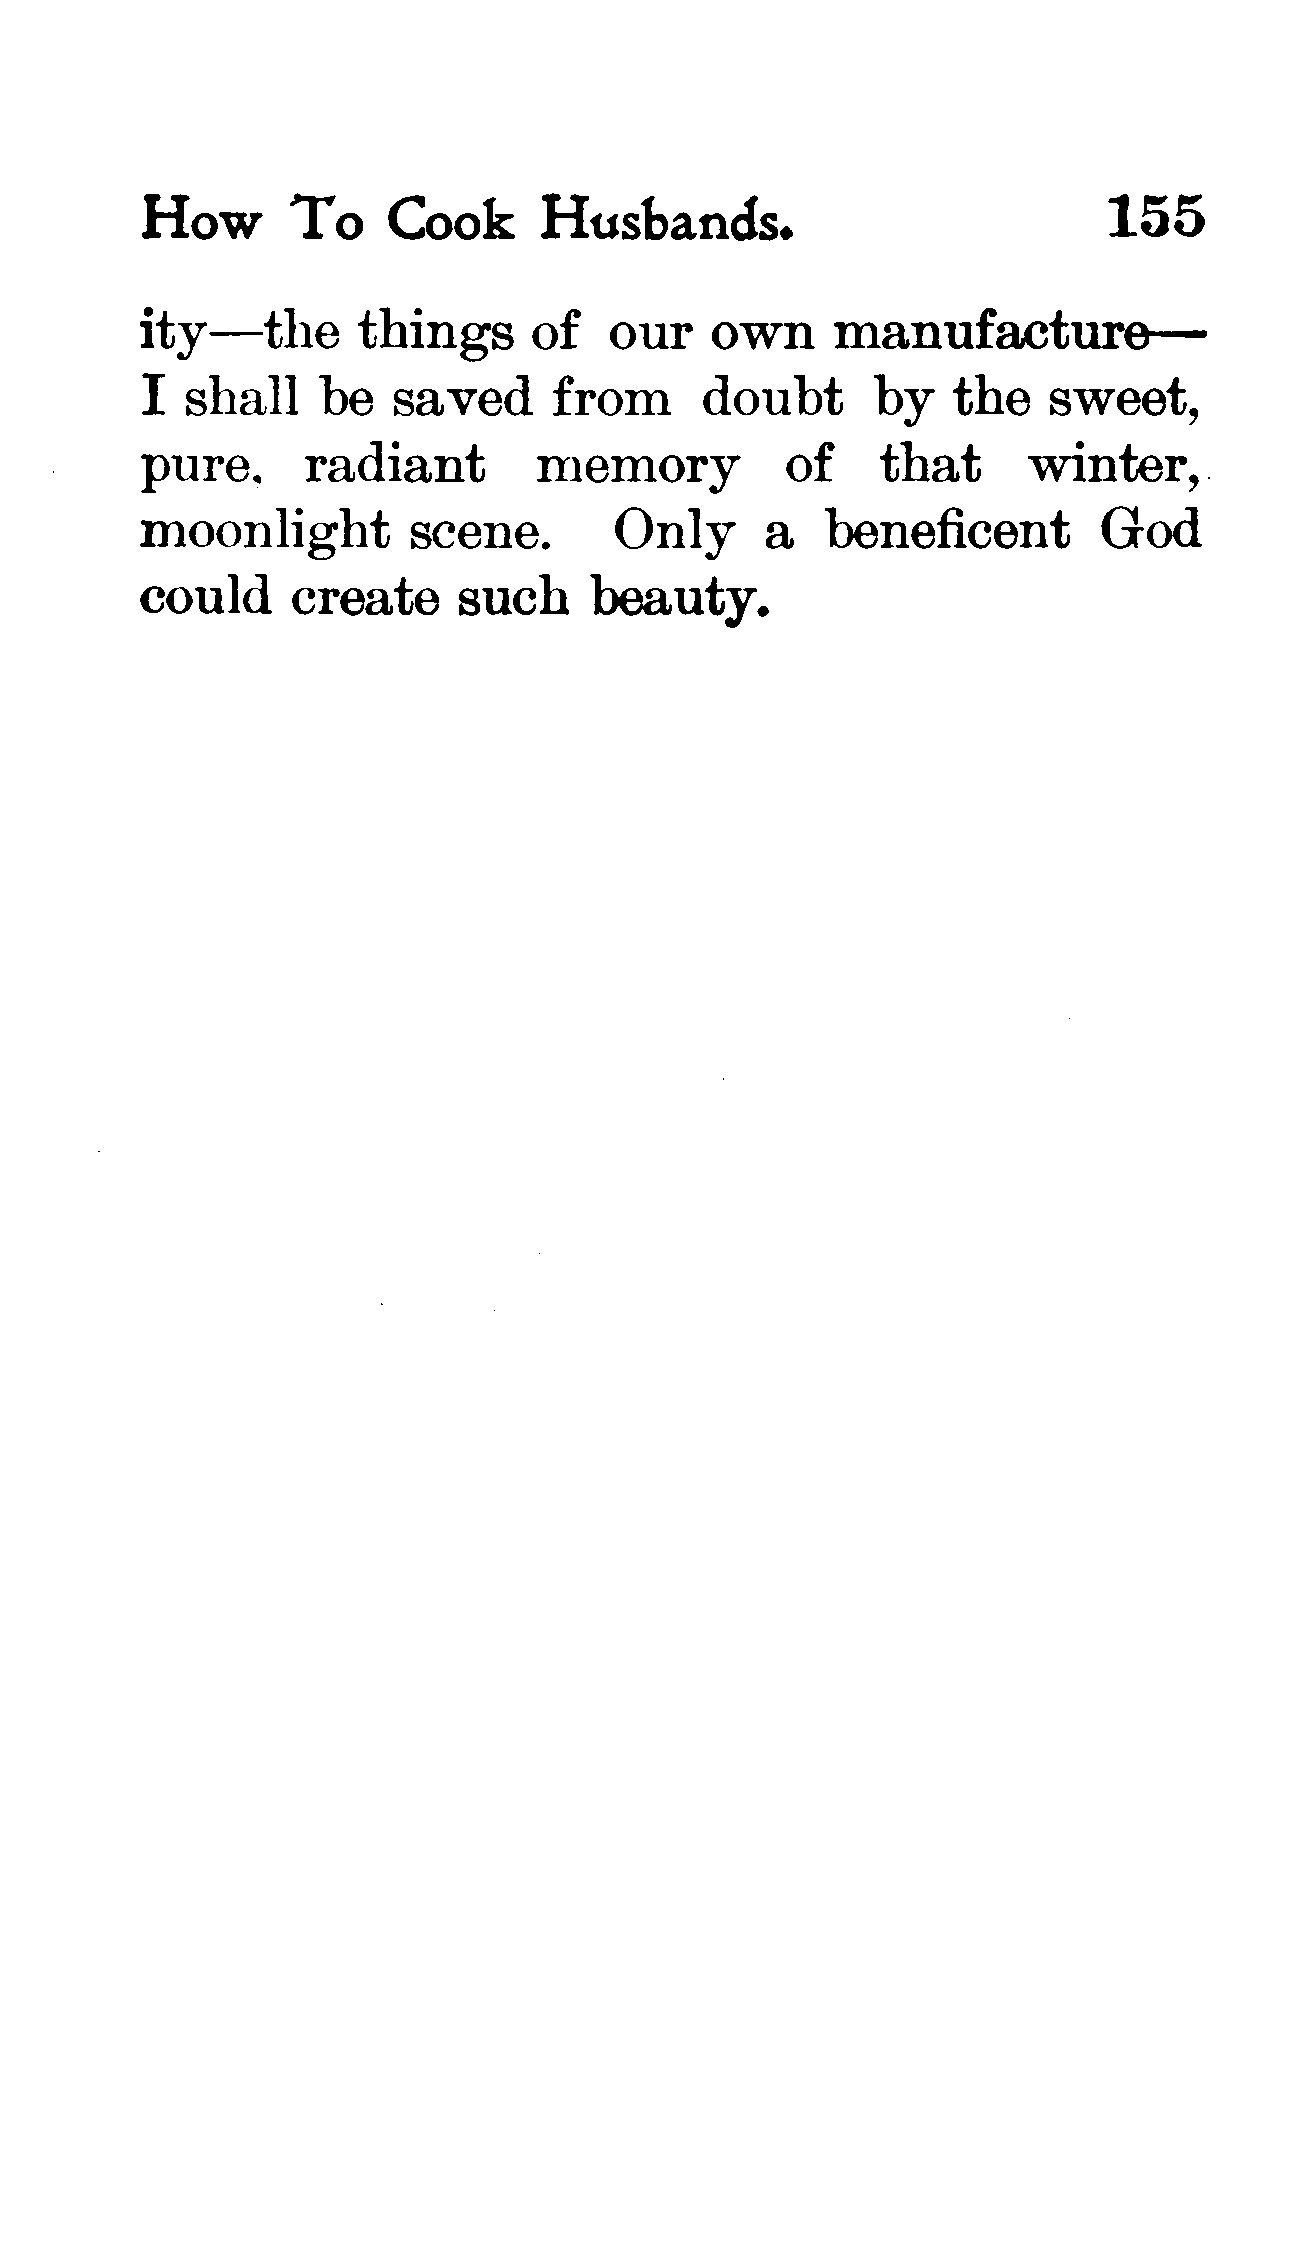 How To Cook Husbands. 155
ity—the things of our own manufacture—
I shall be saved from doubt by the sweet,
pure, radiant memory of that winter,
moonlight scene. Only a beneficent God
could create such beauty.